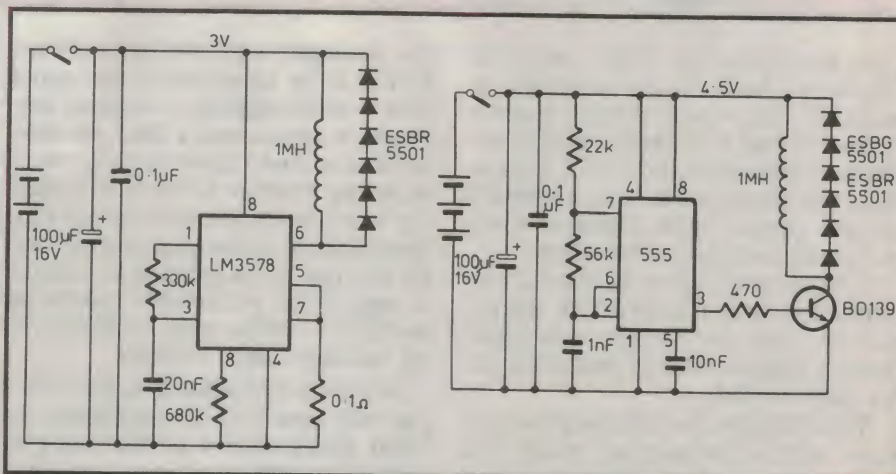 3V
8
1MH
ESBR
5501
0·1µF
+
100µF
16V
1
6
LM3578
330k
5
3
7
8
4
20nF
680k
0·1Ω
4·5V
22k
4
8
ESBG
5501
ESBR
5501
1MH
0·1
µF
7
+
100µF
16V
56k
555
6
2
3
470
BD139
1nF
1
5
10nF